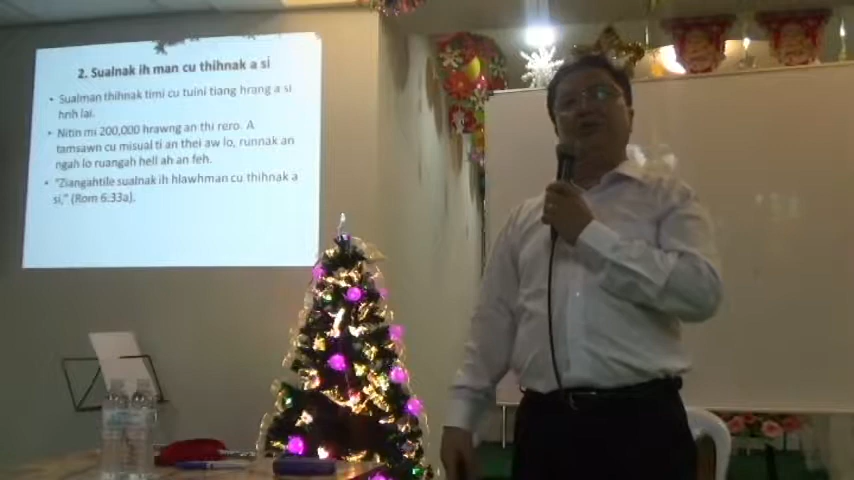 2. Sualnak ih man cu thihnak a si
• Sualman thihnak timi cu tuini tiang hrang a si
hrih lai.
• Nitin mi 200,000 hrawng an thi rero. A
tamsawn cu misual ti an thei aw lo, runnak an
ngah lo ruangah hell ah an feh.
• “Ziangahtile sualnak ih hlawhman cu thihnak a
si,” (Rom 6:33a).